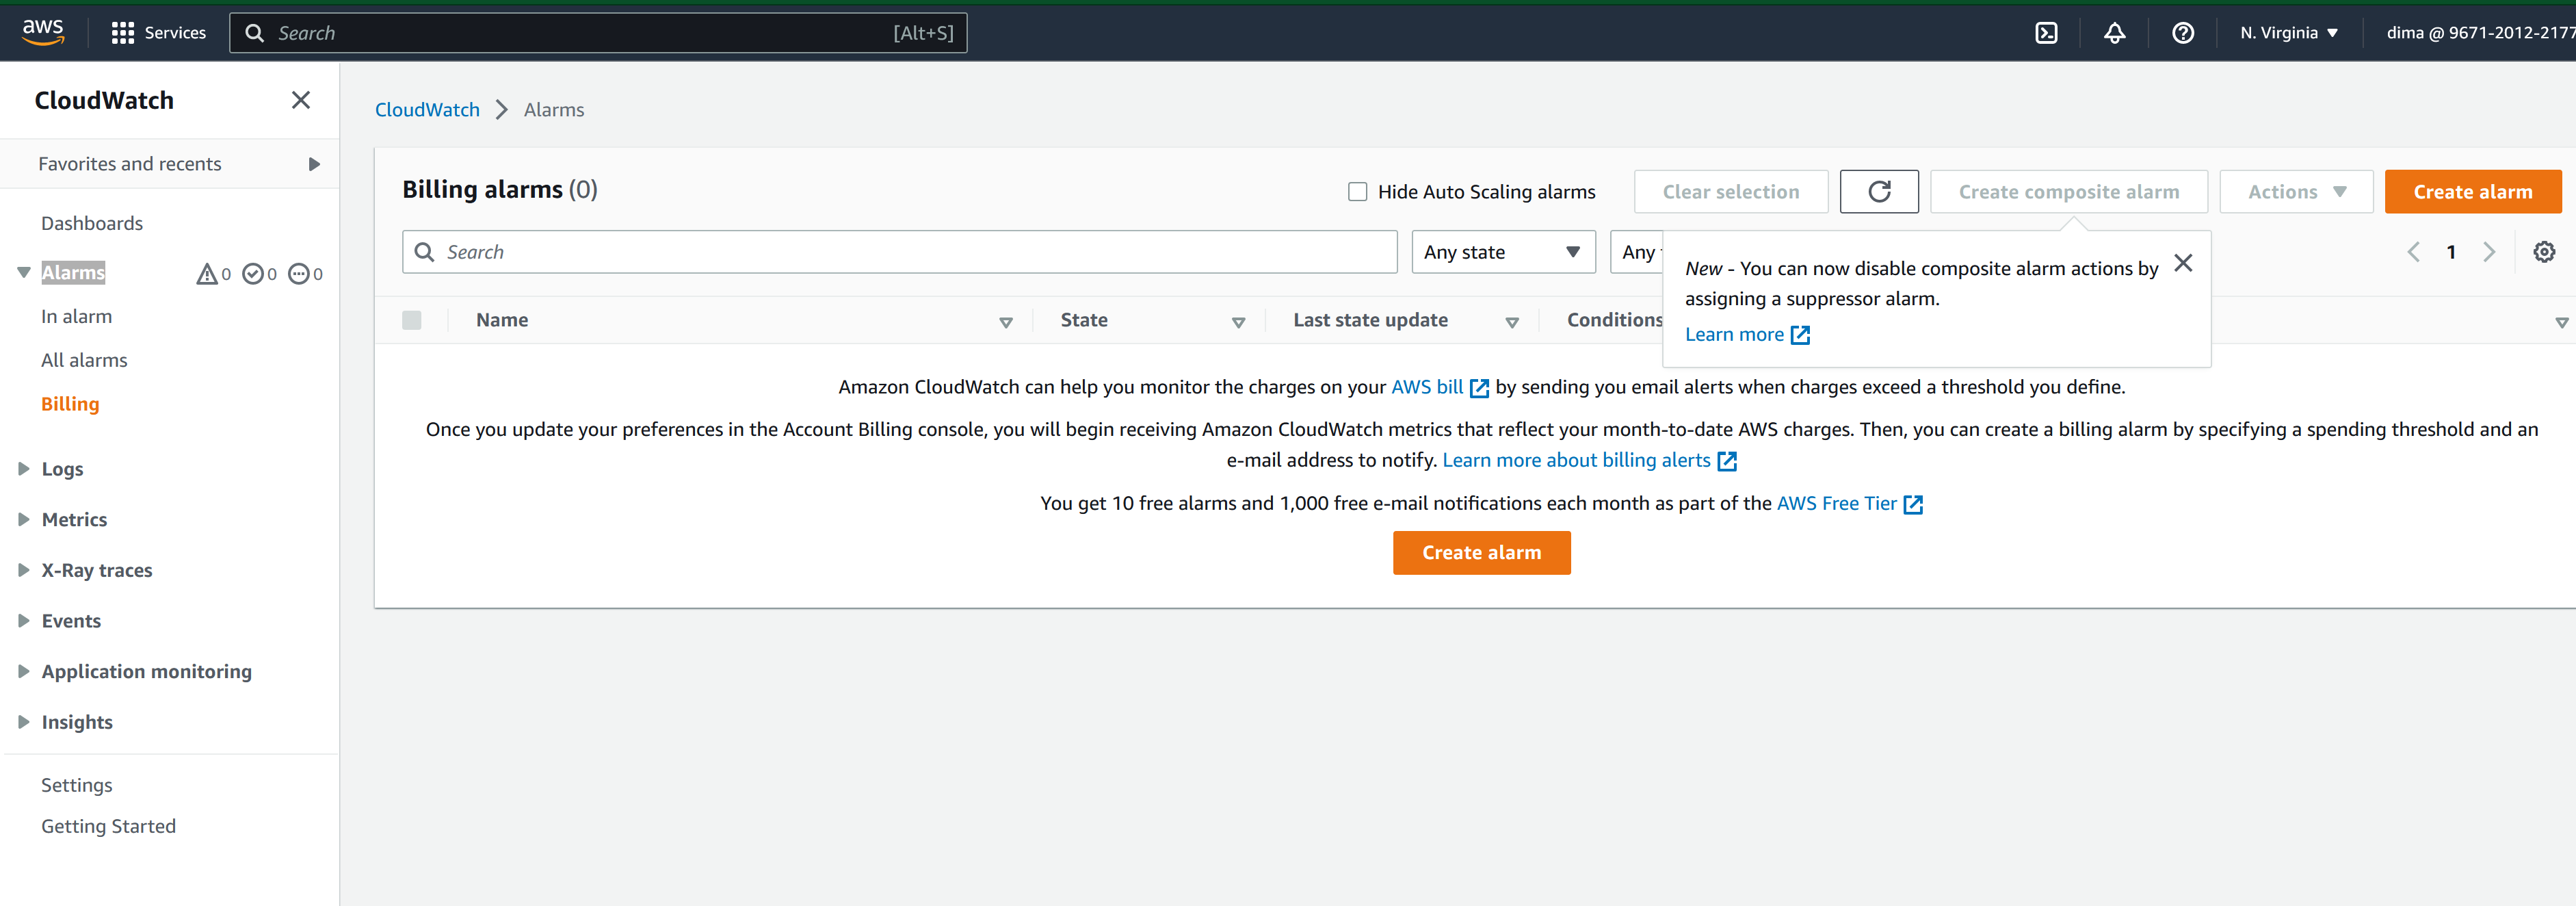 aws
Services
Search
[Alt+S]
N. Virginia
dima @ 9671-2012-2177
CloudWatch
Favorites and recents
Dashboards
Alarms
0
0
0
In alarm
All alarms
Billing
Logs
Metrics
X-Ray traces
Events
Application monitoring
Insights
Settings
Getting Started
CloudWatch
Alarms
Billing alarms (0)
Hide Auto Scaling alarms
Clear selection
Create composite alarm
Actions
Create alarm
Search
Any state
Any
1
New - You can now disable composite alarm actions by
assigning a suppressor alarm.
Learn more
Name
State
Last state update
Conditions
Amazon CloudWatch can help you monitor the charges on your AWS bill by sending you email alerts when charges exceed a threshold you define.
Once you update your preferences in the Account Billing console, you will begin receiving Amazon CloudWatch metrics that reflect your month-to-date AWS charges. Then, you can create a billing alarm by specifying a spending threshold and an
e-mail address to notify. Learn more about billing alerts
You get 10 free alarms and 1,000 free e-mail notifications each month as part of the AWS Free Tier
Create alarm